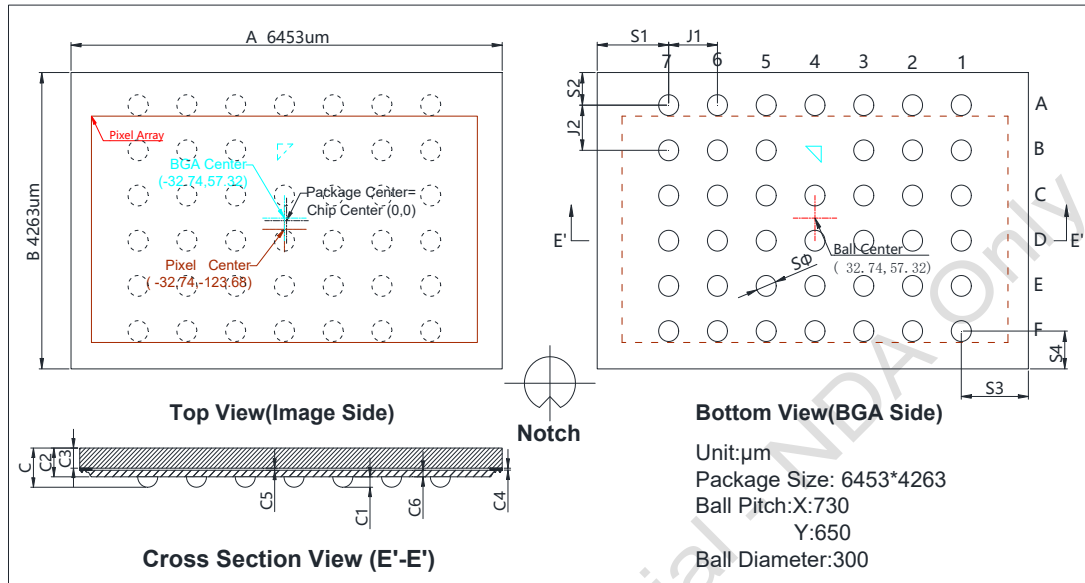 A 6453um
B 4263um
Pixel Array
BGA Center
(-32.74,57.32)
Package Center=
Chip Center (0,0)
Pixel Center
( -32,74,-123.68)
Top View(Image Side)
S1
J1
7 6 5 4 3 2 1
S2
J2
A
B
C
D
E
F
E'
E'
Ball Center
( 32.74,57.32)
SΦ
S4
S3
Notch
Bottom View(BGA Side)
C
C2
C3
C5
C1
C6
C4
Cross Section View (E'-E')
Unit:μm
Package Size: 6453*4263
Ball Pitch:X:730
Y:650
Ball Diameter:300
ial - NDA Only